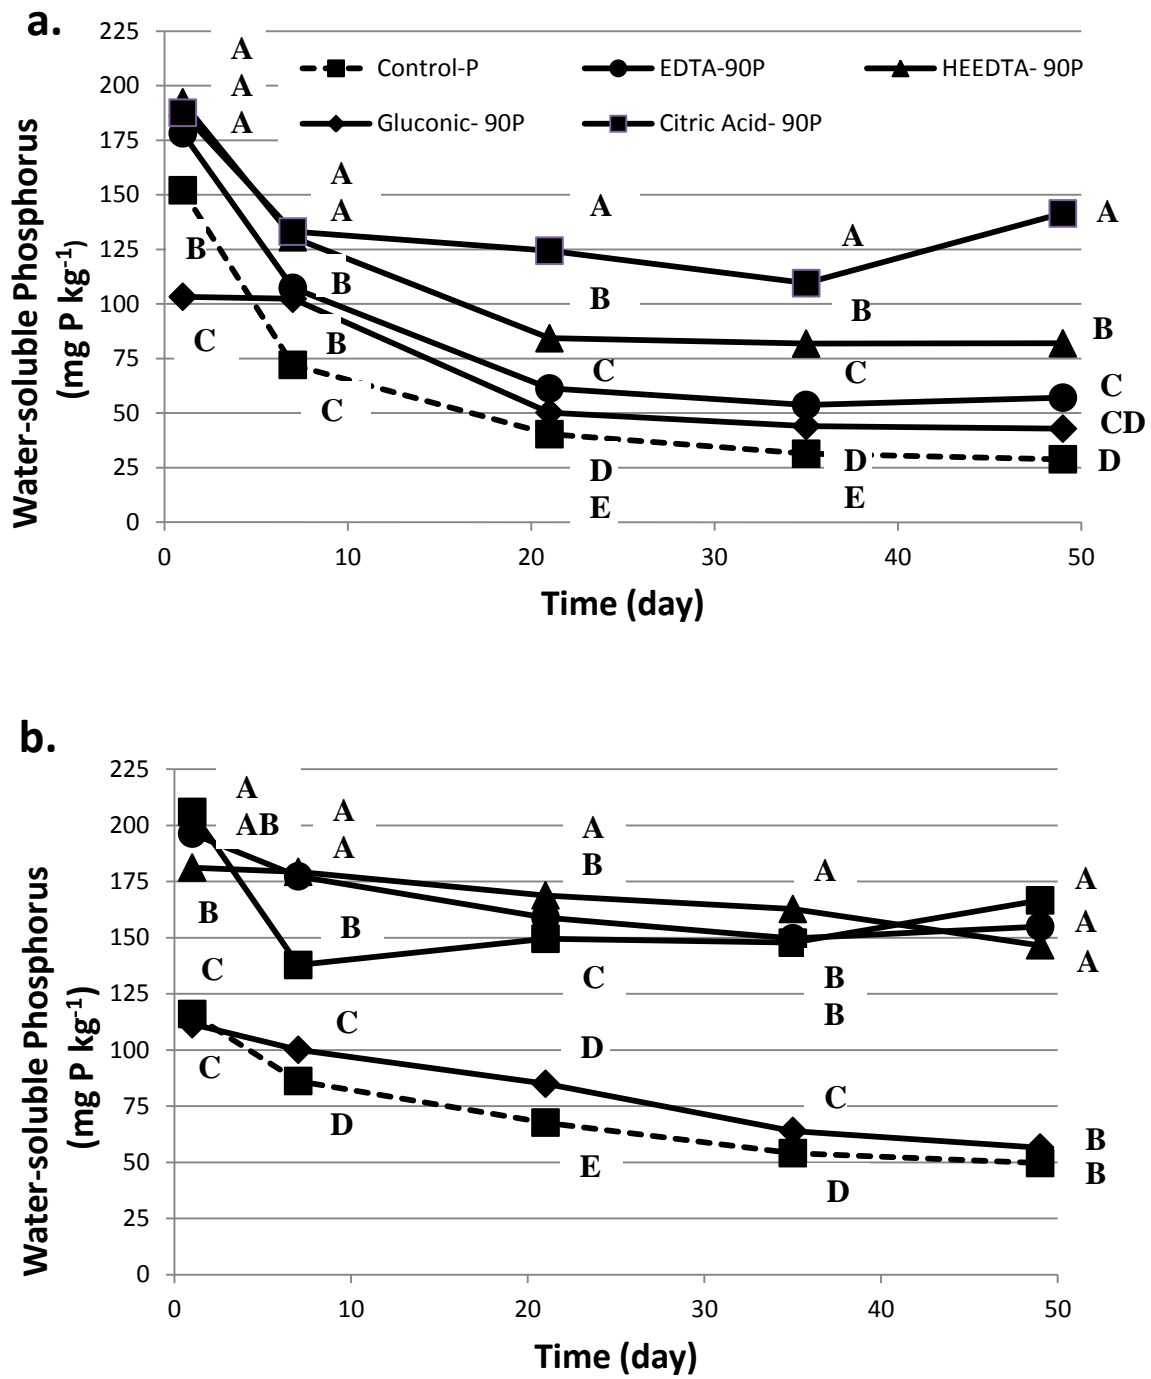 a.
Water-soluble Phosphorus
(mg P kg-1)
225
200
175
150
125
100
75
50
25
0
Control-P
EDTA-90P
HEEDTA- 90P
Gluconic- 90P
Citric Acid- 90P
A
A
A
B
C
A
A
B
B
C
A
B
C
D
E
A
B
C
D
E
A
B
C
CD
D
0
10
20
30
40
50
Time (day)
b.
Water-soluble Phosphorus
(mg P kg-1)
225
200
175
150
125
100
75
50
25
0
A
AB
B
C
C
A
A
B
C
D
A
B
C
D
E
A
B
B
C
D
A
A
A
B
B
0
10
20
30
40
50
Time (day)